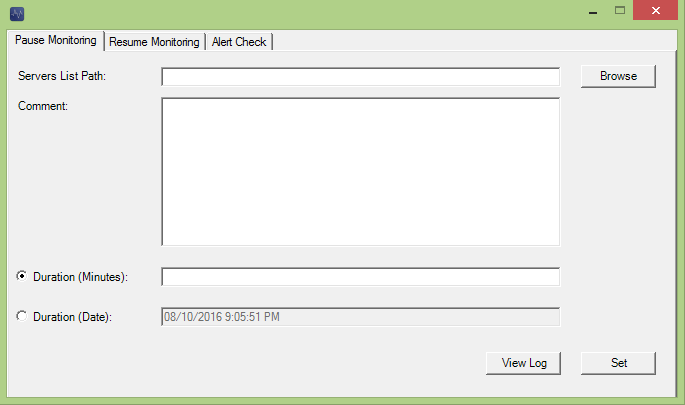 Pause Monitoring Resume Monitoring Alert Check
Servers List Path: Browse
Comment:
Duration (Minutes):
Duration (Date): 08/10/2016 9:05:51 PM
View Log Set